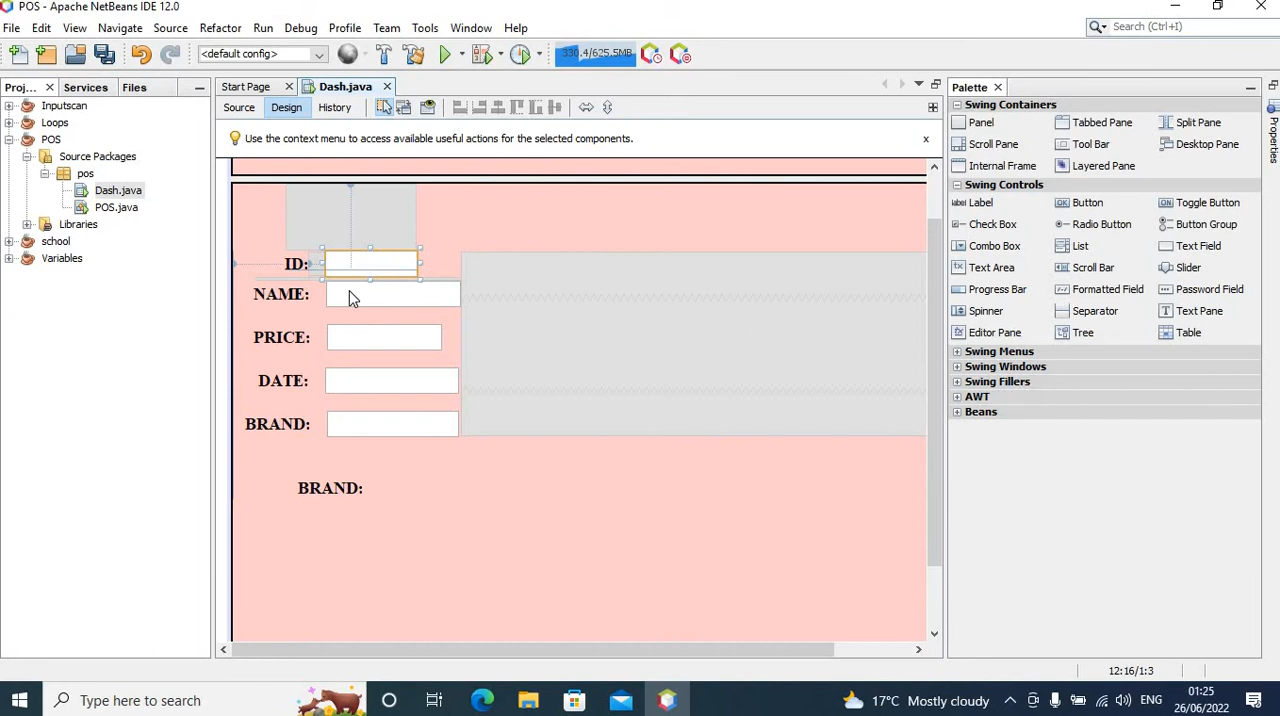 POS - Apache NetBeans IDE 12.0
File Edit View Navigate Source Refactor Run Debug Profile Team Tools Window Help
Search (Ctrl+I)
<default config>
330.4/625.5MB
Proj... Services Files
Start Page Dash.java
Palette
Source Design History
Use the context menu to access available useful actions for the selected components.
Inputscan
Loops
POS
Source Packages
pos
Dash.java
POS.java
Libraries
school
Variables
ID:
NAME:
PRICE:
DATE:
BRAND:
BRAND:
Swing Containers
Panel Tabbed Pane Split Pane
Scroll Pane Tool Bar Desktop Pane
Internal Frame Layered Pane
Swing Controls
Label Button Toggle Button
Check Box Radio Button Button Group
Combo Box List Text Field
Text Area Scroll Bar Slider
Progress Bar Formatted Field Password Field
Spinner Separator Text Pane
Editor Pane Tree Table
Swing Menus
Swing Windows
Swing Fillers
AWT
Beans
Properties
12:16/1:3
Type here to search
17°C Mostly cloudy
ENG
01:25
26/06/2022